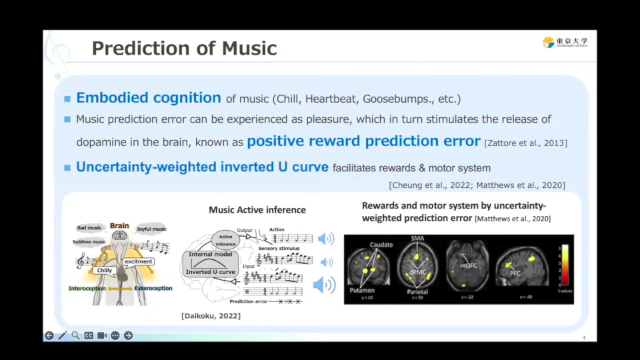 Prediction of Music
東京大学
Embodied cognition of music (Chill, Heartbeat, Goosebumps., etc.)
Music prediction error can be experienced as pleasure, which in turn stimulates the release of
dopamine in the brain, known as positive reward prediction error [Zattore et al., 2013]
Uncertainty-weighted inverted U curve facilitates rewards & motor system
[Cheung et al., 2022; Matthews et al., 2020]
Music Active inference
Rewards and motor system by uncertainty-
weighted prediction error [Matthews et al., 2020]
Sad music
Brain
Joyful music
Sublime music
Chilly
excitment
Interoception
Exteroception
Output
Action
Active
inference
Sensory stimulus
Internal model
Input
Inverted U curve
Prediction error
[Daikoku, 2022]
Caudate
SMA
mOFC
dPMC
PFC
Putamen
Parietal
4